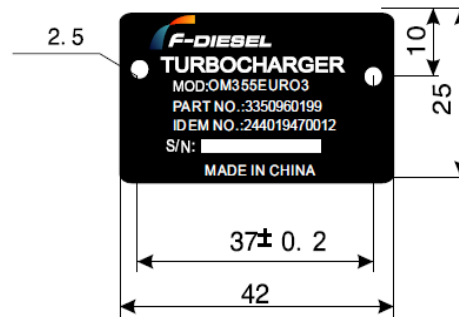 2.5
F-DIESEL
TURBOCHARGER
MOD:OM355EURO3
PART NO.:3350960199
IDEM NO.:244019470012
S/N:
MADE IN CHINA
10
25
37± 0.2
42